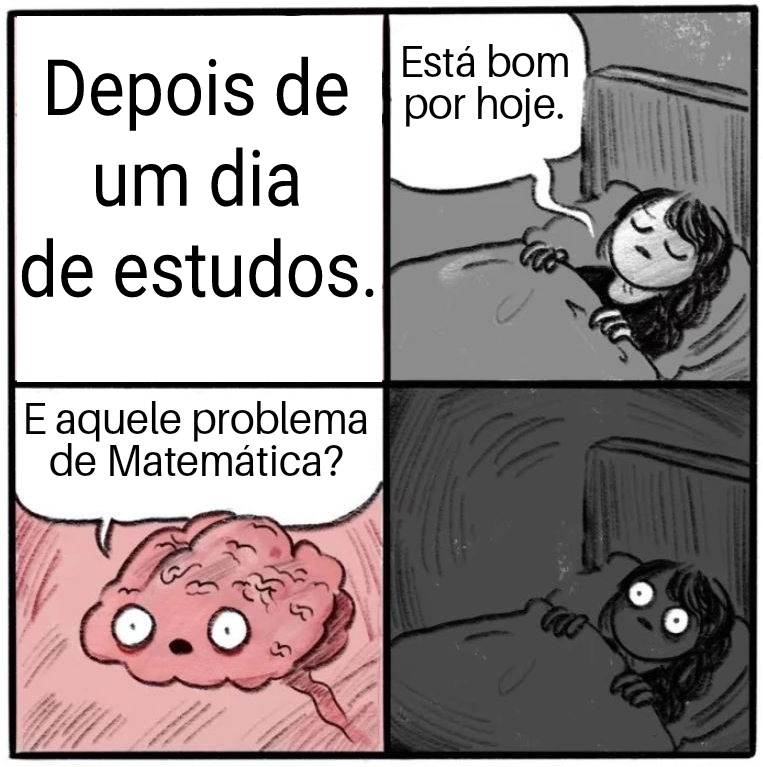 Depois de
um dia
de estudos.
Está bom
por hoje.
E aquele problema
de Matemática?